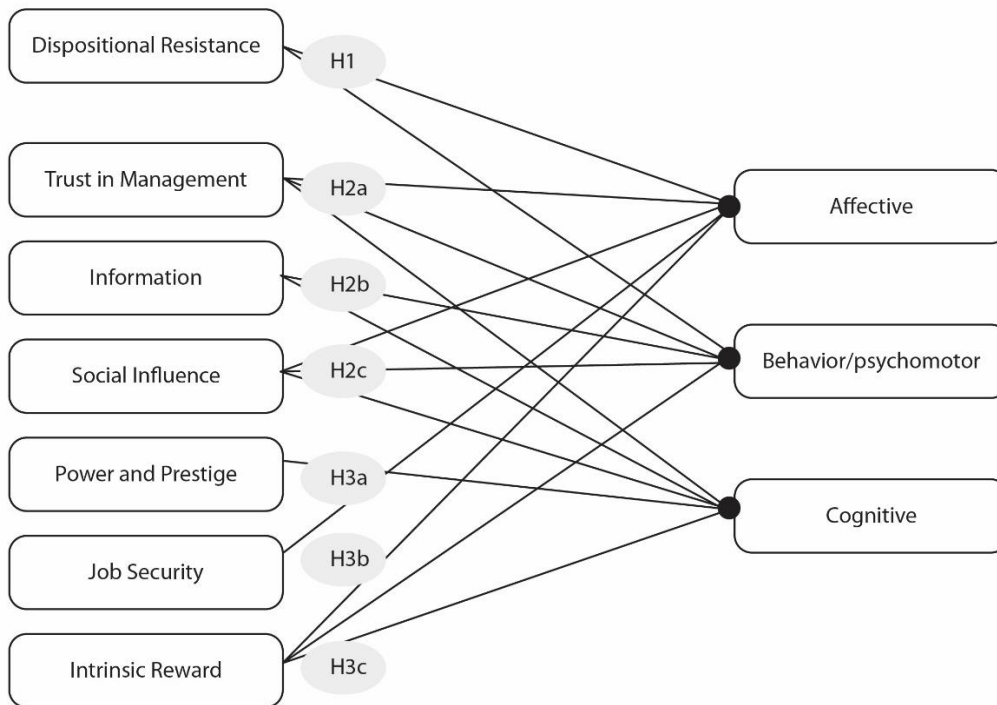 Dispositional Resistance
H1
Trust in Management
H2a
Affective
Information
H2b
Social Influence
H2c
Behavior/psychomotor
Power and Prestige
H3a
Cognitive
Job Security
H3b
Intrinsic Reward
H3c